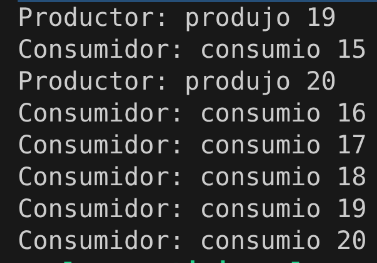 Productor: produjo 19
Consumidor: consumio 15
Productor: produjo 20
Consumidor: consumio 16
Consumidor: consumio 17
Consumidor: consumio 18
Consumidor: consumio 19
Consumidor: consumio 20